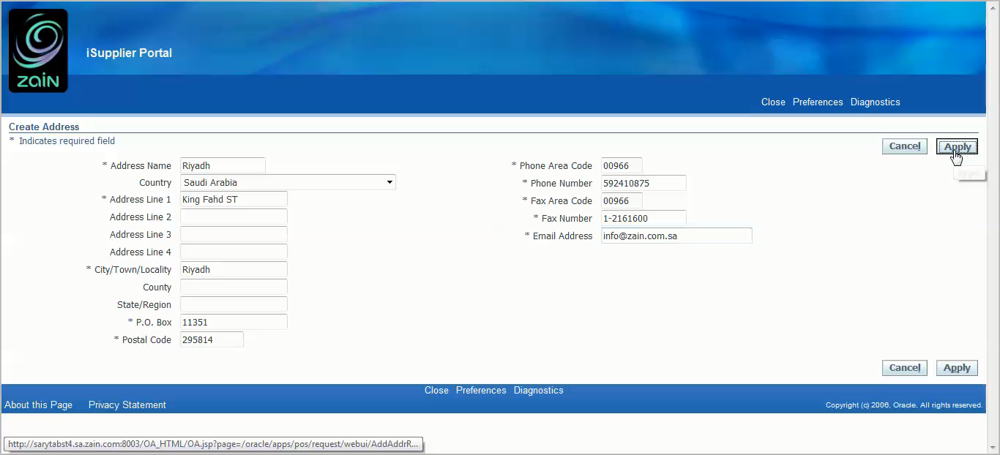 zain
iSupplier Portal
Close Preferences Diagnostics
Create Address
* Indicates required field
Cancel Apply
* Address Name Riyadh
Country Saudi Arabia
* Address Line 1 King Fahd ST
Address Line 2
Address Line 3
Address Line 4
* City/Town/Locality Riyadh
County
State/Region
* P.O. Box 11351
* Postal Code 295814
* Phone Area Code 00966
* Phone Number 592410875
* Fax Area Code 00966
* Fax Number 1-2161600
* Email Address info@zain.com.sa
Cancel Apply
Close Preferences Diagnostics
About this Page Privacy Statement
Copyright (c) 2006, Oracle. All rights reserved.
http://sarytabst4.sa.zain.com:8003/OA_HTML/OA.jsp?page=/oracle/apps/pos/request/webui/AddAddrR...